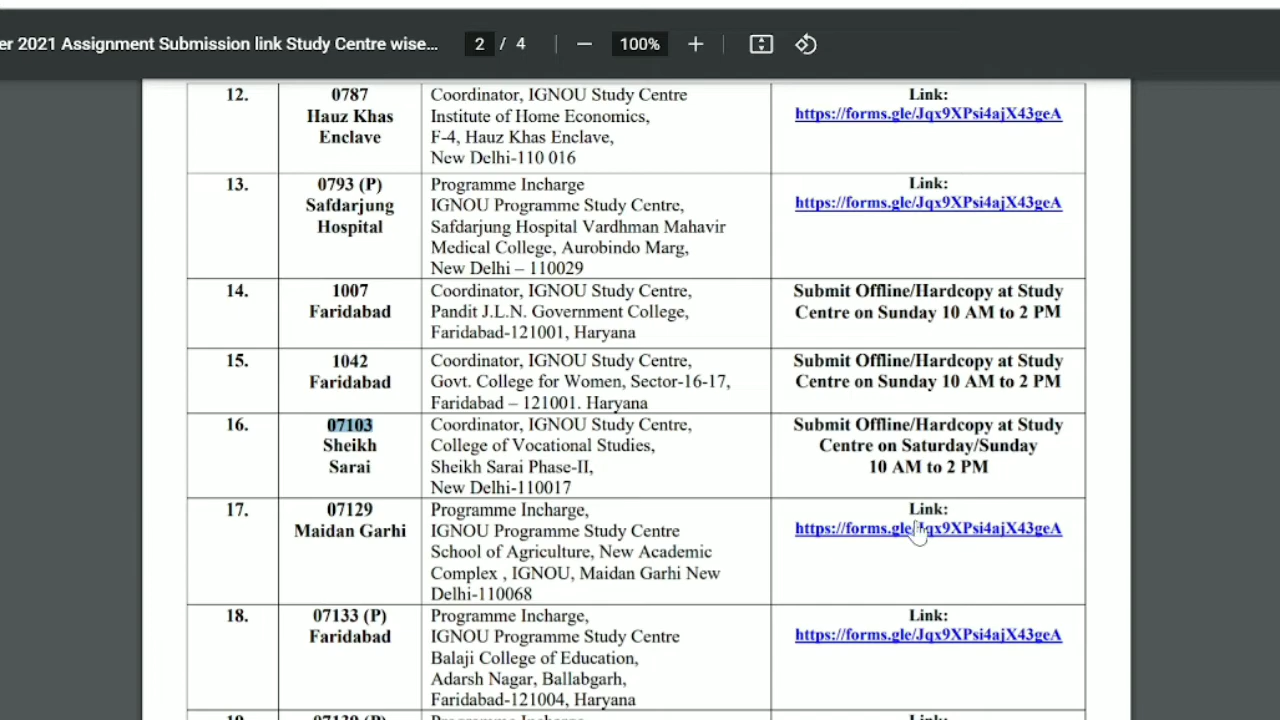 er 2021 Assignment Submission link Study Centre wise...
2 / 4
100%
12.
0787
Hauz Khas
Enclave
Coordinator, IGNOU Study Centre
Institute of Home Economics,
F-4, Hauz Khas Enclave,
New Delhi-110 016
Link:
https://forms.gle/Jqx9XPsi4ajX43geA
13.
0793 (P)
Safdarjung
Hospital
Programme Incharge
IGNOU Programme Study Centre,
Safdarjung Hospital Vardhman Mahavir
Medical College, Aurobindo Marg,
New Delhi – 110029
Link:
https://forms.gle/Jqx9XPsi4ajX43geA
14.
1007
Faridabad
Coordinator, IGNOU Study Centre,
Pandit J.L.N. Government College,
Faridabad-121001, Haryana
Submit Offline/Hardcopy at Study
Centre on Sunday 10 AM to 2 PM
15.
1042
Faridabad
Coordinator, IGNOU Study Centre,
Govt. College for Women, Sector-16-17,
Faridabad – 121001. Haryana
Submit Offline/Hardcopy at Study
Centre on Sunday 10 AM to 2 PM
16.
07103
Sheikh
Sarai
Coordinator, IGNOU Study Centre,
College of Vocational Studies,
Sheikh Sarai Phase-II,
New Delhi-110017
Submit Offline/Hardcopy at Study
Centre on Saturday/Sunday
10 AM to 2 PM
17.
07129
Maidan Garhi
Programme Incharge,
IGNOU Programme Study Centre
School of Agriculture, New Academic
Complex , IGNOU, Maidan Garhi New
Delhi-110068
Link:
https://forms.gle/Jqx9XPsi4ajX43geA
18.
07133 (P)
Faridabad
Programme Incharge,
IGNOU Programme Study Centre
Balaji College of Education,
Adarsh Nagar, Ballabgarh,
Faridabad-121004, Haryana
Link:
https://forms.gle/Jqx9XPsi4ajX43geA
Programme Incharge,
Link: